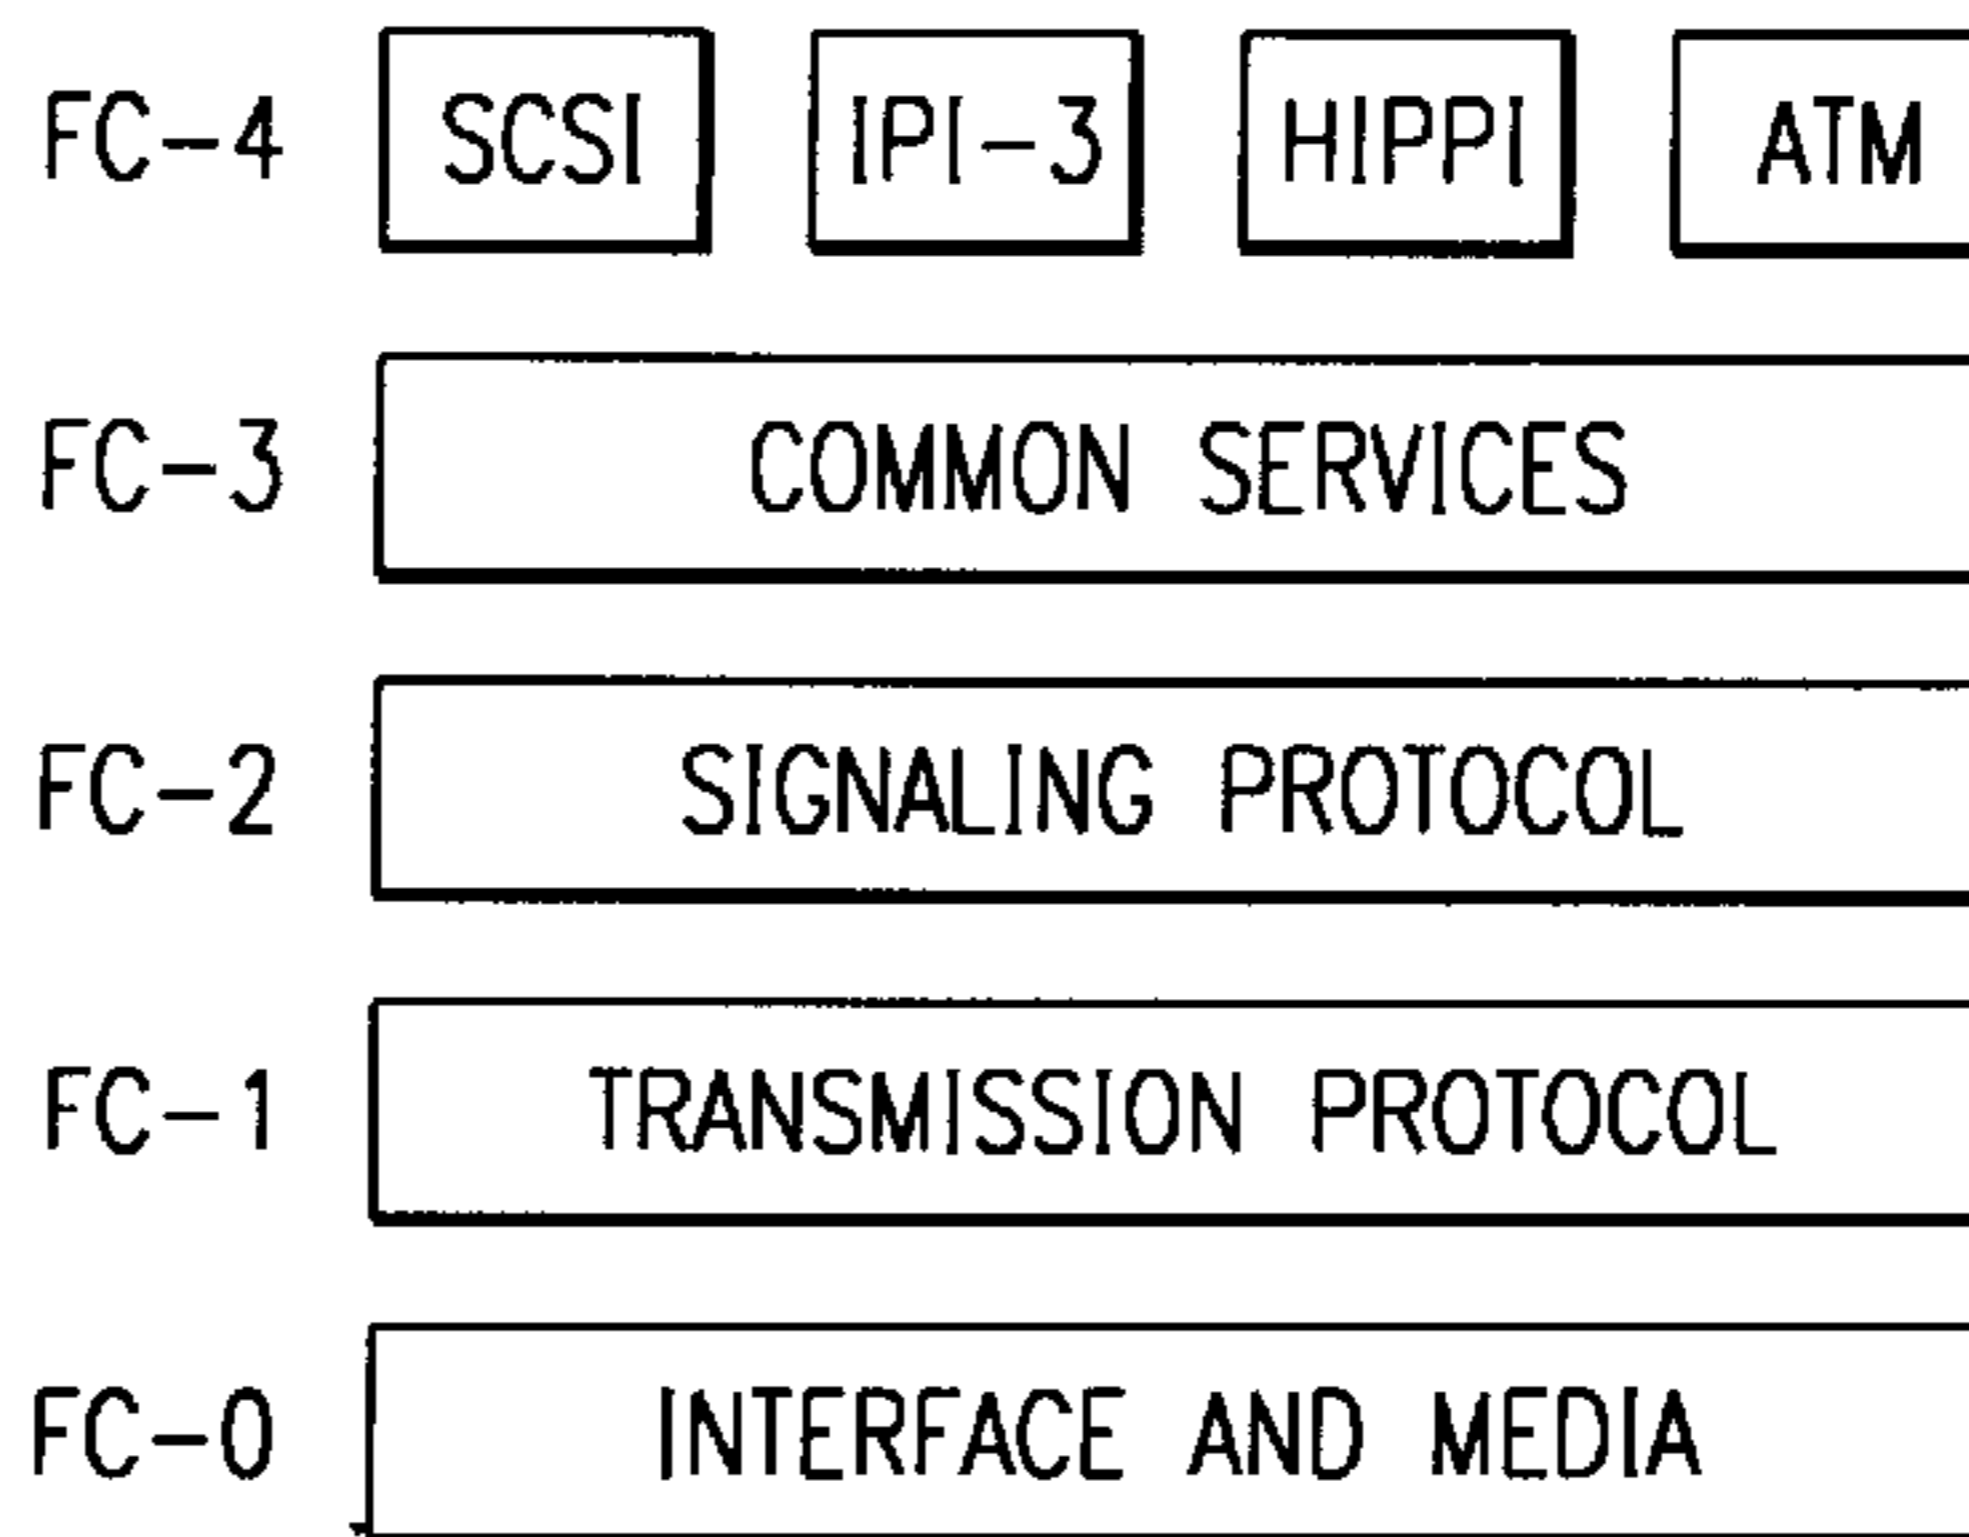 FC-4 SCSI IPI-3 HIPPI ATM
FC-3 COMMON SERVICES
FC-2 SIGNALING PROTOCOL
FC-1 TRANSMISSION PROTOCOL
FC-0 INTERFACE AND MEDIA